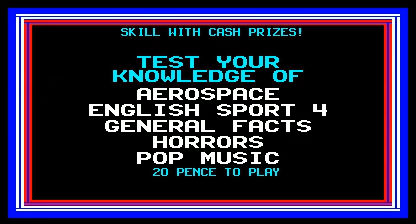 SKILL WITH CASH PRIZES!
TEST YOUR
KNOWLEDGE OF
AEROSPACE
ENGLISH SPORT 4
GENERAL FACTS
HORRORS
POP MUSIC
20 PENCE TO PLAY